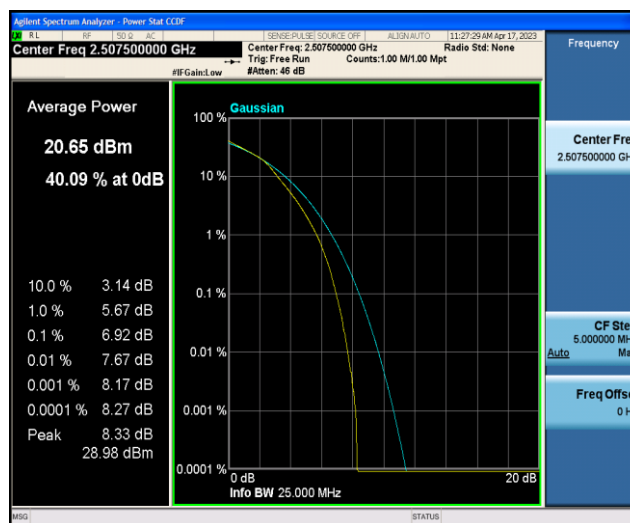 Agilent Spectrum Analyzer - Power Stat CCDF
RL RF 50 Ω AC SENSE:PULSE SOURCE OFF ALIGN AUTO 11:27:29 AM Apr 17, 2023
Center Freq 2.507500000 GHz
Center Freq: 2.507500000 GHz Radio Std: None
Trig: Free Run Counts:1.00 M/1.00 Mpt
#IFGain:Low #Atten: 46 dB
Frequency
Average Power
20.65 dBm
40.09 % at 0dB
10.0 % 3.14 dB
1.0 % 5.67 dB
0.1 % 6.92 dB
0.01 % 7.67 dB
0.001 % 8.17 dB
0.0001 % 8.27 dB
Peak 8.33 dB
28.98 dBm
Gaussian
100 %
10 %
1 %
0.1 %
0.01 %
0.001 %
0.0001 %
0 dB 20 dB
Info BW 25.000 MHz
Center Fre
2.507500000 GH
CF Ste
5.000000 MH
Auto Ma
Freq Offse
0 H
MSG STATUS